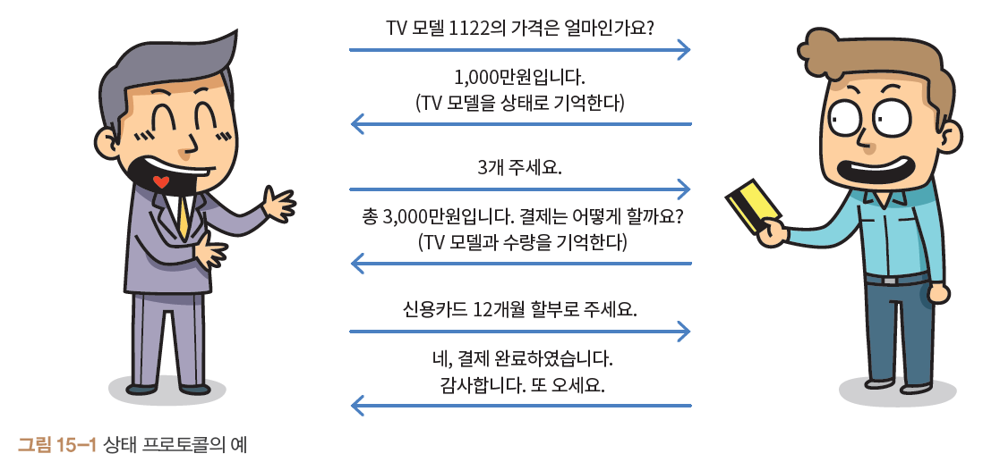 TV 모델 1122의 가격은 얼마인가요?
1,000만원입니다.
(TV 모델을 상태로 기억한다)
3개 주세요.
총 3,000만원입니다. 결제는 어떻게 할까요?
(TV 모델과 수량을 기억한다)
신용카드 12개월 할부로 주세요.
네, 결제 완료하였습니다.
감사합니다. 또 오세요.
그림 15-1 상태 프로토콜의 예